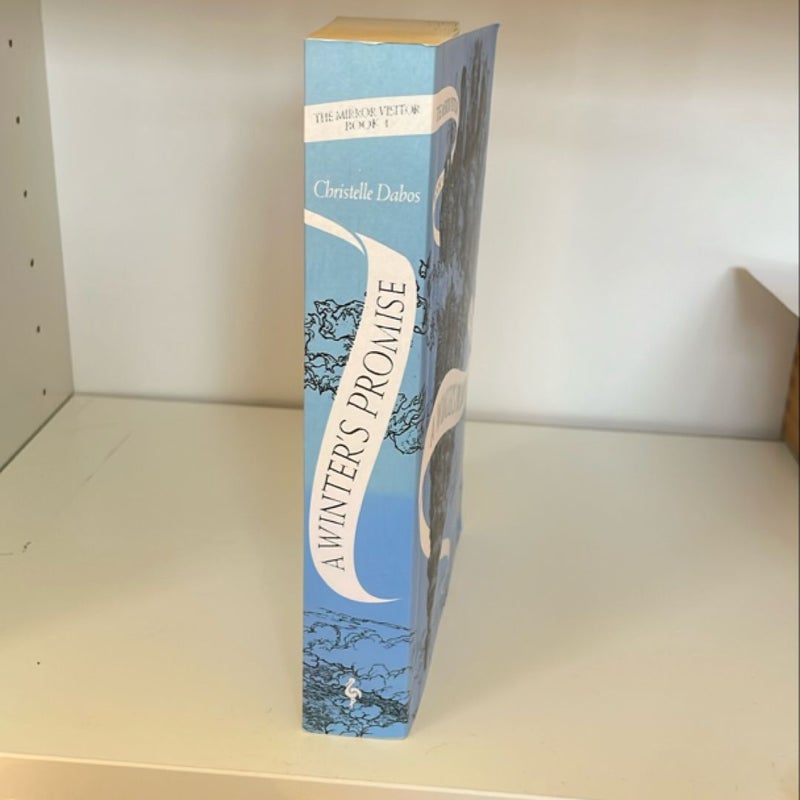 THE MIRROR VISITOR
BOOK 1
Christelle Dabos
A WINTER'S PROMISE